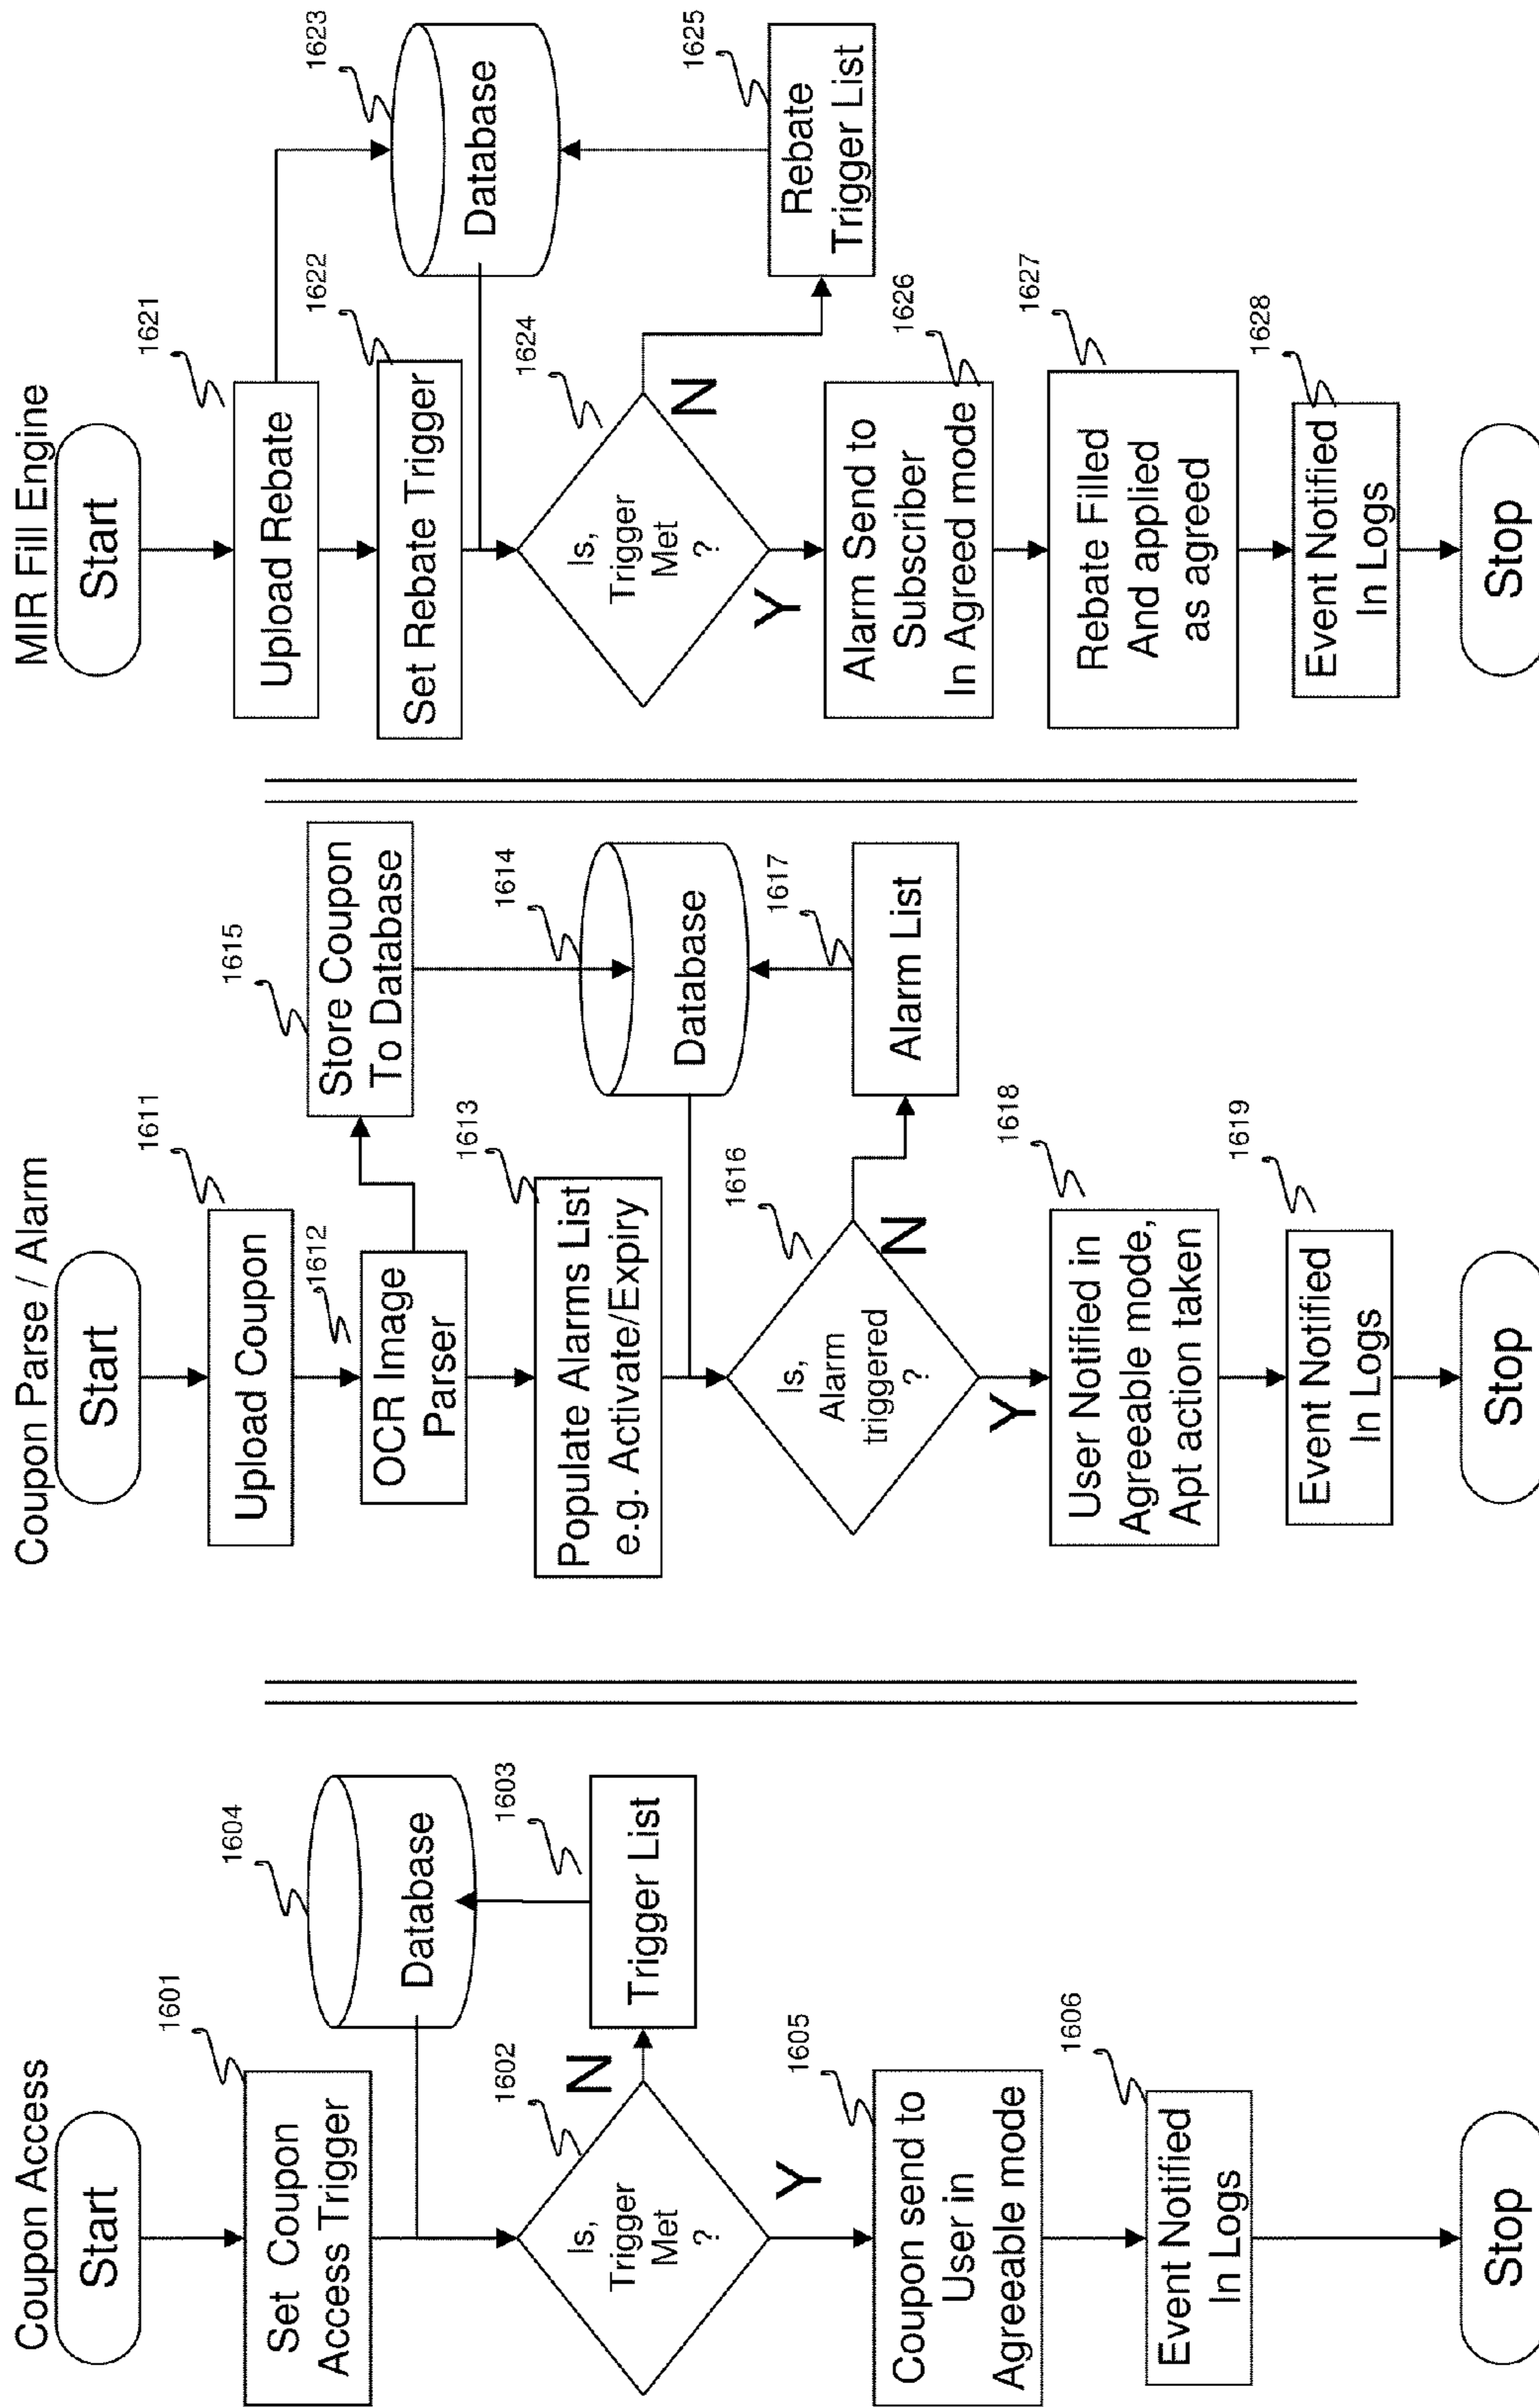 Coupon Access
Start
1601
Set Coupon
Access Trigger
1604
Database
1602
Is,
Trigger
Met
?
N
1603
Trigger List
Y
1605
Coupon send to
User in
Agreeable mode
1606
Event Notified
In Logs
Stop
Coupon Parse / Alarm
Start
1611
Upload Coupon
1612
OCR Image
Parser
1615
Store Coupon
To Database
1613
Populate Alarms List
e.g. Activate/Expiry
1614
Database
1616
Is,
Alarm
triggered
?
N
1617
Alarm List
Y
1618
User Notified in
Agreeable mode,
Apt action taken
1619
Event Notified
In Logs
Stop
MIR Fill Engine
Start
1621
Upload Rebate
1622
Set Rebate Trigger
1623
Database
1624
Is,
Trigger
Met
?
N
1625
Rebate
Trigger List
Y
1626
Alarm Send to
Subscriber
In Agreed mode
1627
Rebate Filled
And applied
as agreed
1628
Event Notified
In Logs
Stop